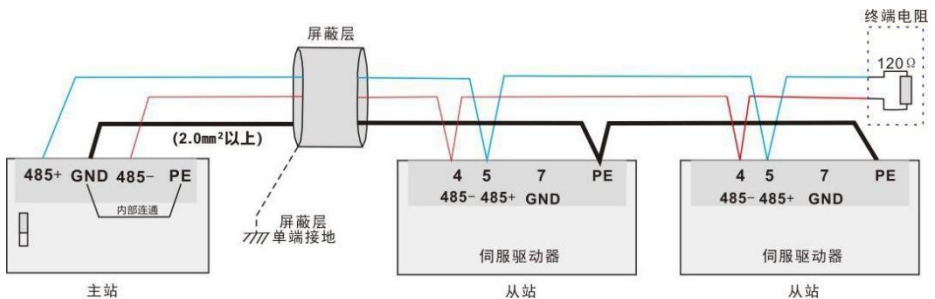 终端电阻
屏蔽层
120Ω
(2.0mm²以上)
485+ GND 485- PE
内部连通
主站
屏蔽层
单端接地
4 5 7 PE
485- 485+ GND
伺服驱动器
从站
4 5 7 PE
485- 485+ GND
伺服驱动器
从站